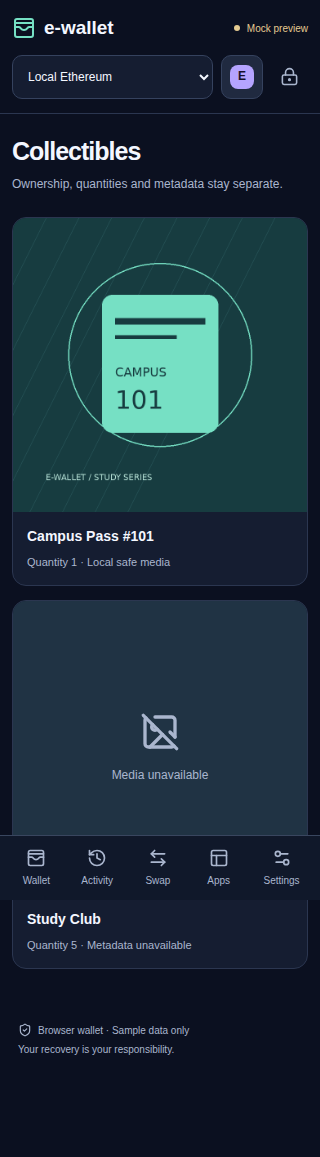 e-wallet
Mock preview
Local Ethereum
E
Collectibles
Ownership, quantities and metadata stay separate.
CAMPUS
101
E-WALLET / STUDY SERIES
Campus Pass #101
Quantity 1 · Local safe media
Media unavailable
Wallet
Activity
Swap
Apps
Settings
Study Club
Quantity 5 · Metadata unavailable
Browser wallet · Sample data only
Your recovery is your responsibility.